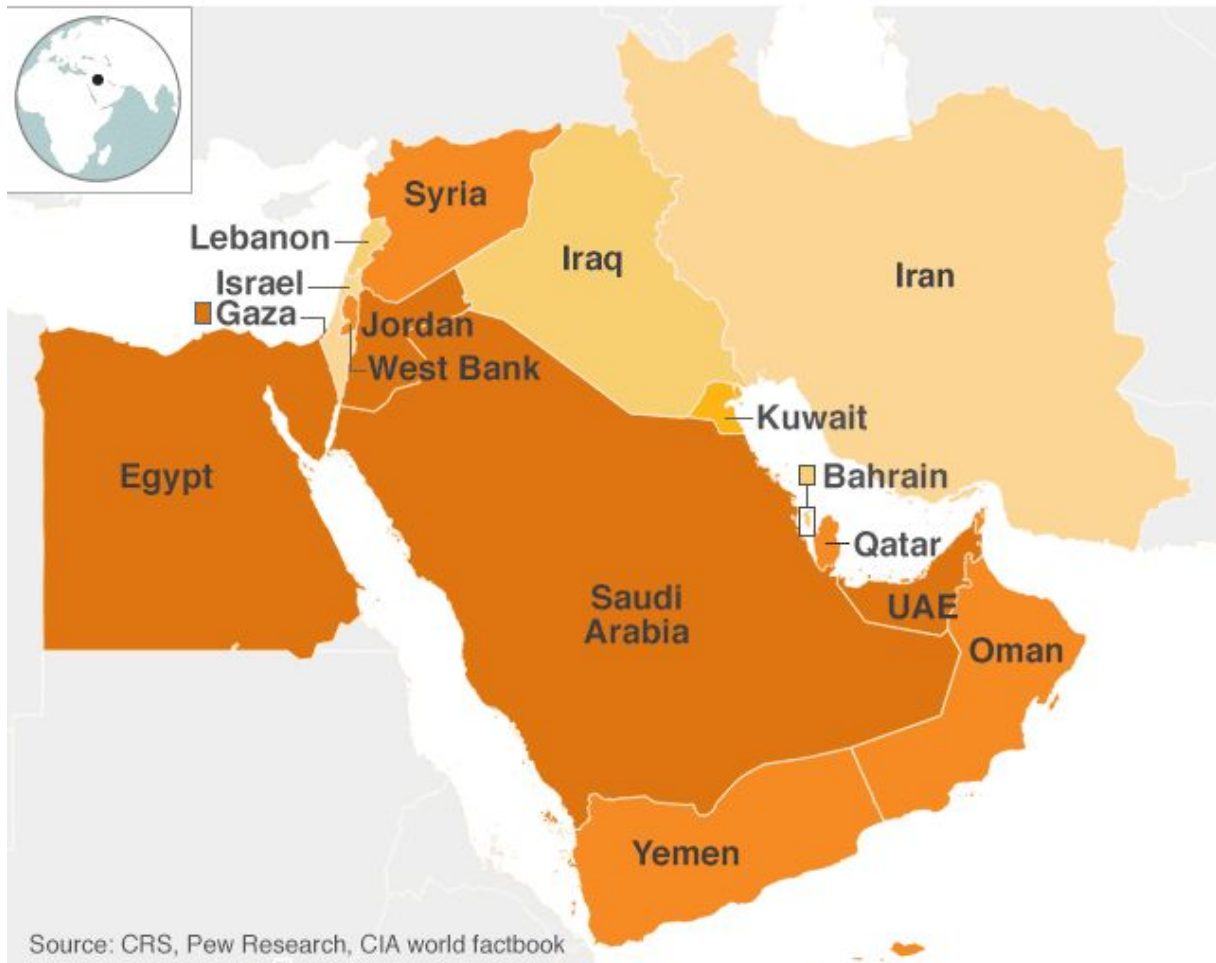 Syria
Lebanon
Iraq
Israel
Iran
Gaza
Jordan
West Bank
Kuwait
Egypt
Bahrain
Qatar
Saudi
Arabia
UAE
Oman
Yemen
Source: CRS, Pew Research, CIA world factbook